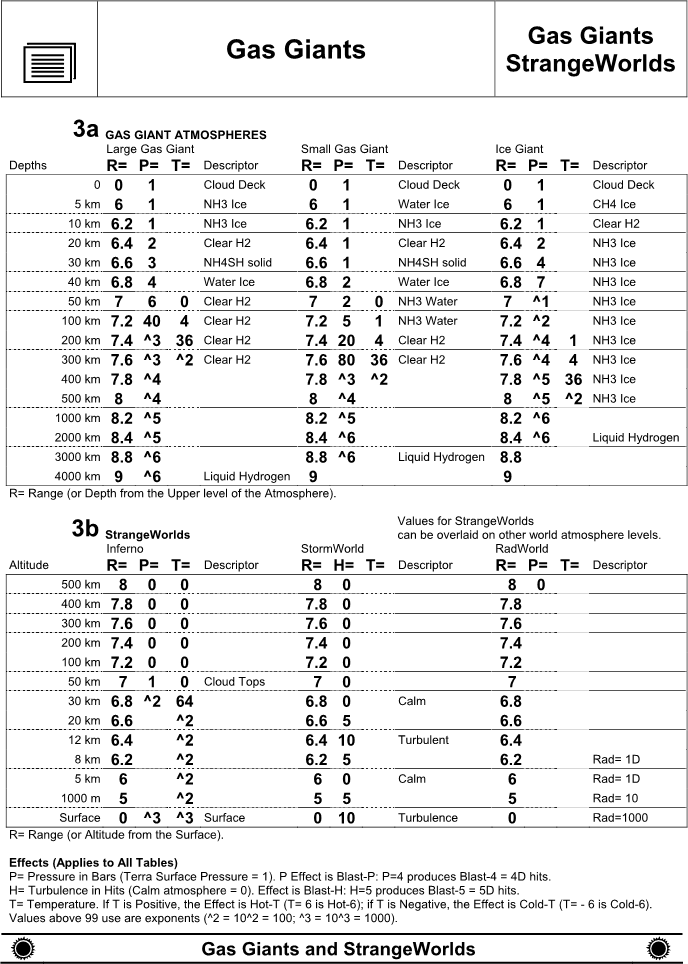 Gas Giants
Gas Giants
StrangeWorlds
3a GAS GIANT ATMOSPHERES
Large Gas Giant Small Gas Giant Ice Giant
Depths R= P= T= Descriptor R= P= T= Descriptor R= P= T= Descriptor
0 0 1 Cloud Deck 0 1 Cloud Deck 0 1 Cloud Deck
5 km 6 1 NH3 Ice 6 1 Water Ice 6 1 CH4 Ice
10 km 6.2 1 NH3 Ice 6.2 1 NH3 Ice 6.2 1 Clear H2
20 km 6.4 2 Clear H2 6.4 1 Clear H2 6.4 2 NH3 Ice
30 km 6.6 3 NH4SH solid 6.6 1 NH4SH solid 6.6 4 NH3 Ice
40 km 6.8 4 Water Ice 6.8 2 Water Ice 6.8 7 NH3 Ice
50 km 7 6 0 Clear H2 7 2 0 NH3 Water 7 ^1 NH3 Ice
100 km 7.2 40 4 Clear H2 7.2 5 1 NH3 Water 7.2 ^2 NH3 Ice
200 km 7.4 ^3 36 Clear H2 7.4 20 4 Clear H2 7.4 ^4 1 NH3 Ice
300 km 7.6 ^3 ^2 Clear H2 7.6 80 36 Clear H2 7.6 ^4 4 NH3 Ice
400 km 7.8 ^4 7.8 ^3 ^2 7.8 ^5 36 NH3 Ice
500 km 8 ^4 8 ^4 8 ^5 ^2 NH3 Ice
1000 km 8.2 ^5 8.2 ^5 8.2 ^6
2000 km 8.4 ^5 8.4 ^6 8.4 ^6 Liquid Hydrogen
3000 km 8.8 ^6 8.8 ^6 Liquid Hydrogen 8.8
4000 km 9 ^6 Liquid Hydrogen 9 9
R= Range (or Depth from the Upper level of the Atmosphere).
3b StrangeWorlds
Values for StrangeWorlds
can be overlaid on other world atmosphere levels.
Inferno StormWorld RadWorld
Altitude R= P= T= Descriptor R= H= T= Descriptor R= P= T= Descriptor
500 km 8 0 0 8 0 8 0
400 km 7.8 0 0 7.8 0 7.8
300 km 7.6 0 0 7.6 0 7.6
200 km 7.4 0 0 7.4 0 7.4
100 km 7.2 0 0 7.2 0 7.2
50 km 7 1 0 Cloud Tops 7 0 7
30 km 6.8 ^2 64 6.8 0 Calm 6.8
20 km 6.6 ^2 6.6 5 6.6
12 km 6.4 ^2 6.4 10 Turbulent 6.4
8 km 6.2 ^2 6.2 5 6.2 Rad= 1D
5 km 6 ^2 6 0 Calm 6 Rad= 1D
1000 m 5 ^2 5 5 5 Rad= 10
Surface 0 ^3 ^3 Surface 0 10 Turbulence 0 Rad=1000
R= Range (or Altitude from the Surface).
Effects (Applies to All Tables)
P= Pressure in Bars (Terra Surface Pressure = 1). P Effect is Blast-P: P=4 produces Blast-4 = 4D hits.
H= Turbulence in Hits (Calm atmosphere = 0). Effect is Blast-H: H=5 produces Blast-5 = 5D hits.
T= Temperature. If T is Positive, the Effect is Hot-T (T= 6 is Hot-6); if T is Negative, the Effect is Cold-T (T= - 6 is Cold-6).
Values above 99 use are exponents (^2 = 10^2 = 100; ^3 = 10^3 = 1000).
Gas Giants and StrangeWorlds